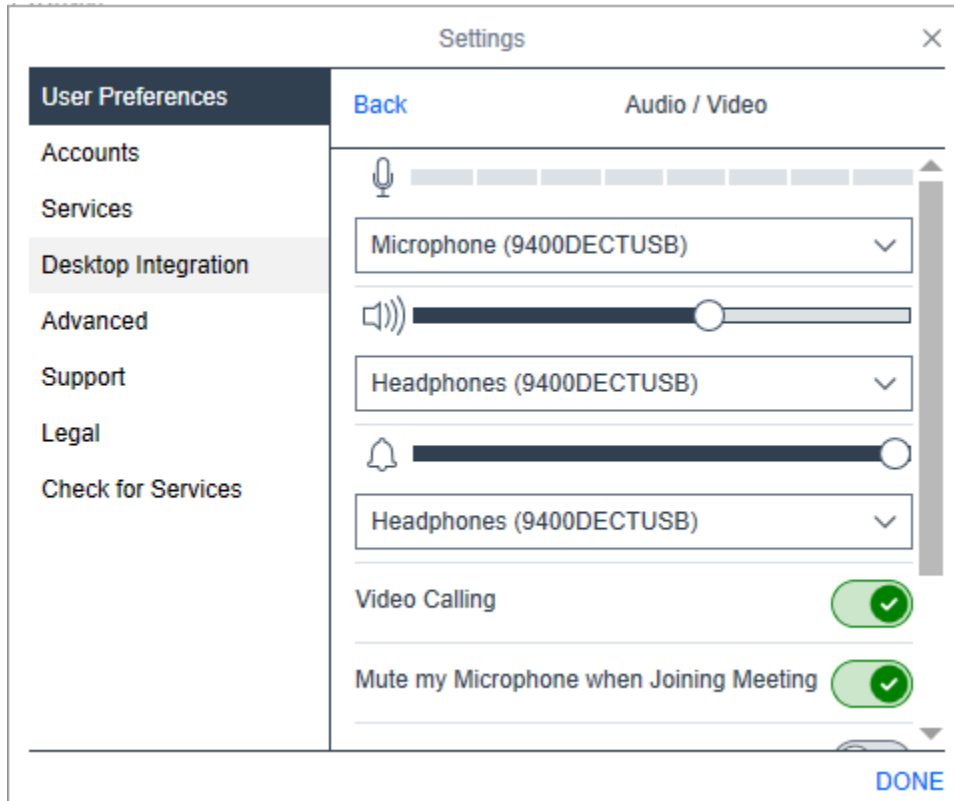 Settings
User Preferences
Back
Audio / Video
Accounts
Services
Desktop Integration
Advanced
Support
Legal
Check for Services
Microphone (9400DECTUSB)
Headphones (9400DECTUSB)
Headphones (9400DECTUSB)
Video Calling
Mute my Microphone when Joining Meeting
DONE